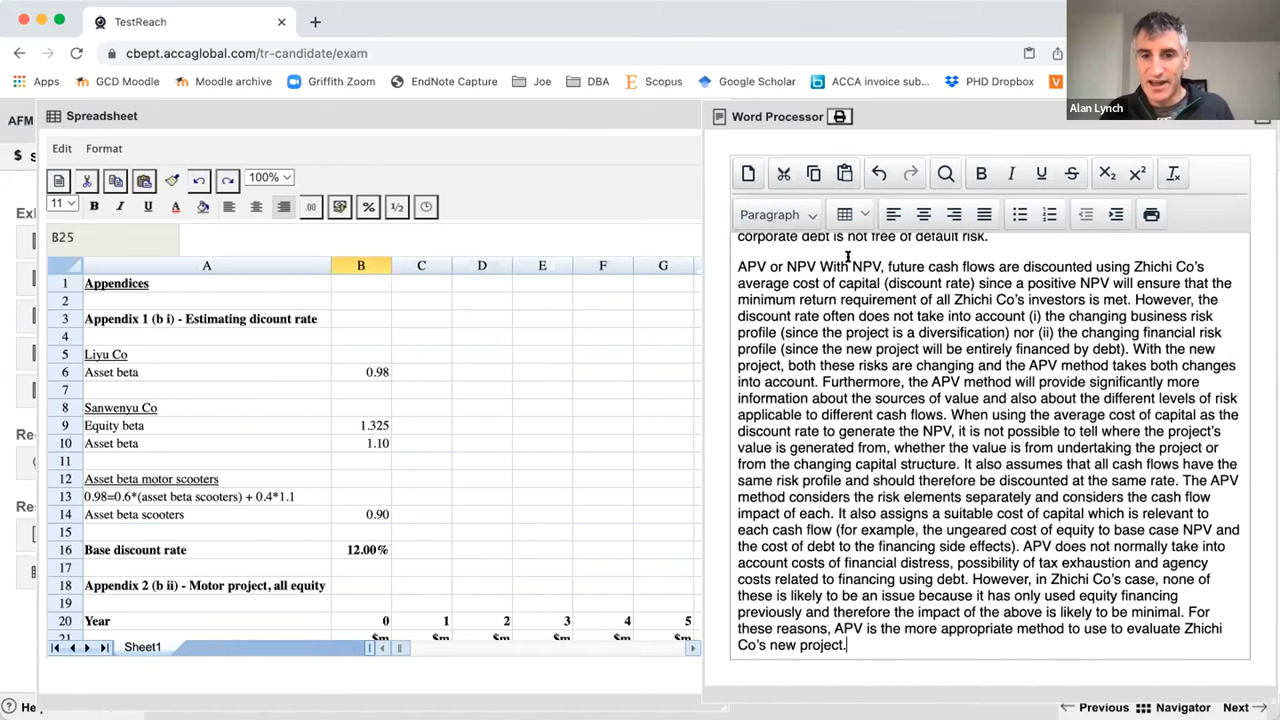 TestReach
cbept.accaglobal.com/tr-candidate/exam
Apps GCD Moodle Moodle archive Griffith Zoom EndNote Capture Joe DBA Scopus Google Scholar ACCA invoice sub... PHD Dropbox
Alan Lynch
AFM
Spreadsheet
Edit Format
100%
11
B25
A B C D E F G
1 Appendices
2
3 Appendix 1 (b i) - Estimating dicount rate
4
5 Liyu Co
6 Asset beta 0.98
7
8 Sanwenyu Co
9 Equity beta 1.325
10 Asset beta 1.10
11
12 Asset beta motor scooters
13 0.98=0.6*(asset beta scooters) + 0.4*1.1
14 Asset beta scooters 0.90
15
16 Base discount rate 12.00%
17
18 Appendix 2 (b ii) - Motor project, all equity
19
20 Year 0 1 2 3 4 5
21 $m $m $m $m $m $m
Sheet1
Word Processor
Paragraph
corporate debt is not free of default risk.
APV or NPV With NPV, future cash flows are discounted using Zhichi Co's
average cost of capital (discount rate) since a positive NPV will ensure that the
minimum return requirement of all Zhichi Co's investors is met. However, the
discount rate often does not take into account (i) the changing business risk
profile (since the project is a diversification) nor (ii) the changing financial risk
profile (since the new project will be entirely financed by debt). With the new
project, both these risks are changing and the APV method takes both changes
into account. Furthermore, the APV method will provide significantly more
information about the sources of value and also about the different levels of risk
applicable to different cash flows. When using the average cost of capital as the
discount rate to generate the NPV, it is not possible to tell where the project's
value is generated from, whether the value is from undertaking the project or
from the changing capital structure. It also assumes that all cash flows have the
same risk profile and should therefore be discounted at the same rate. The APV
method considers the risk elements separately and considers the cash flow
impact of each. It also assigns a suitable cost of capital which is relevant to
each cash flow (for example, the ungeared cost of equity to base case NPV and
the cost of debt to the financing side effects). APV does not normally take into
account costs of financial distress, possibility of tax exhaustion and agency
costs related to financing using debt. However, in Zhichi Co's case, none of
these is likely to be an issue because it has only used equity financing
previously and therefore the impact of the above is likely to be minimal. For
these reasons, APV is the more appropriate method to use to evaluate Zhichi
Co's new project.
Previous Navigator Next